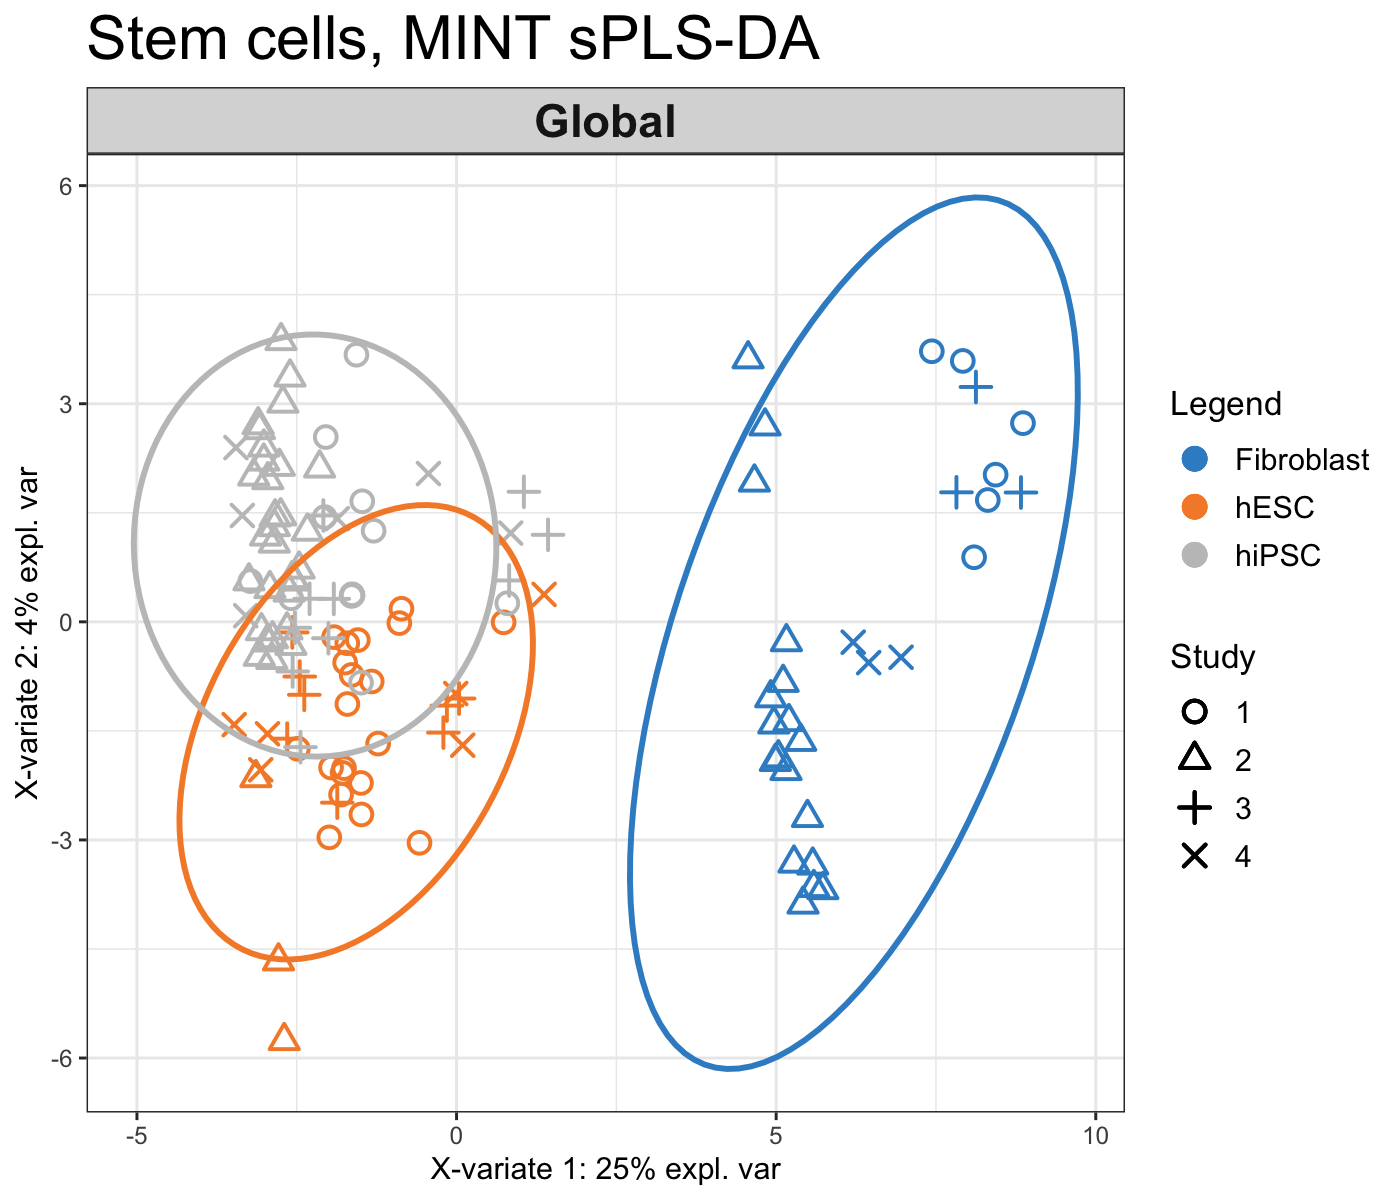 Stem cells, MINT sPLS-DA
Global
6
3
0
-3
-6
X-variate 2: 4% expl. var
-5
0
5
10
X-variate 1: 25% expl. var
Legend
Fibroblast
hESC
hiPSC
Study
1
2
3
4